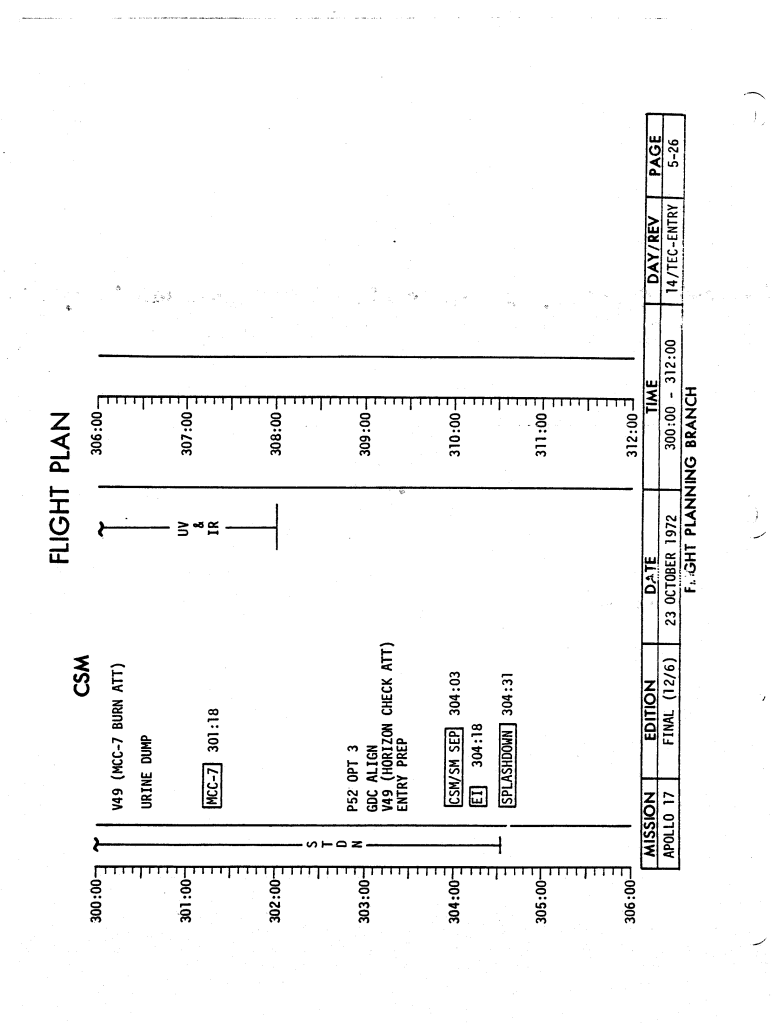 FLIGHT PLAN
CSM
300:00
301:00
302:00
303:00
304:00
305:00
306:00
S T D N
V49 (MCC-7 BURN ATT)
URINE DUMP
MCC-7 301:18
P52 OPT 3
GDC ALIGN
V49 (HORIZON CHECK ATT)
ENTRY PREP
CSM/SM SEP 304:03
EI 304:18
SPLASHDOWN 304:31
UV
&
IR
306:00
307:00
308:00
309:00
310:00
311:00
312:00
MISSION EDITION DATE TIME DAY/REV PAGE
APOLLO 17 FINAL (12/6) 23 OCTOBER 1972 300:00 - 312:00 14/TEC-ENTRY 5-26
FLIGHT PLANNING BRANCH